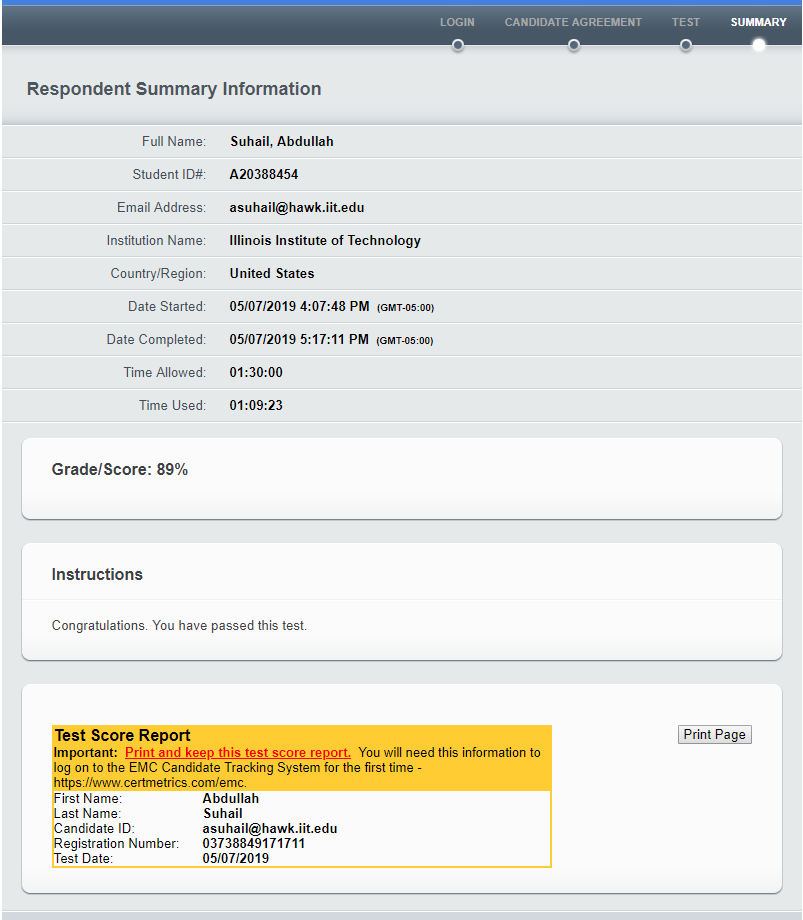 LOGIN CANDIDATE AGREEMENT TEST SUMMARY
Respondent Summary Information
Full Name: Suhail, Abdullah
Student ID#: A20388454
Email Address: asuhail@hawk.iit.edu
Institution Name: Illinois Institute of Technology
Country/Region: United States
Date Started: 05/07/2019 4:07:48 PM (GMT-05:00)
Date Completed: 05/07/2019 5:17:11 PM (GMT-05:00)
Time Allowed: 01:30:00
Time Used: 01:09:23
Grade/Score: 89%
Instructions
Congratulations. You have passed this test.
Test Score Report
Print Page
Important: Print and keep this test score report. You will need this information to
log on to the EMC Candidate Tracking System for the first time -
https://www.certmetrics.com/emc.
First Name: Abdullah
Last Name: Suhail
Candidate ID: asuhail@hawk.iit.edu
Registration Number: 03738849171711
Test Date: 05/07/2019